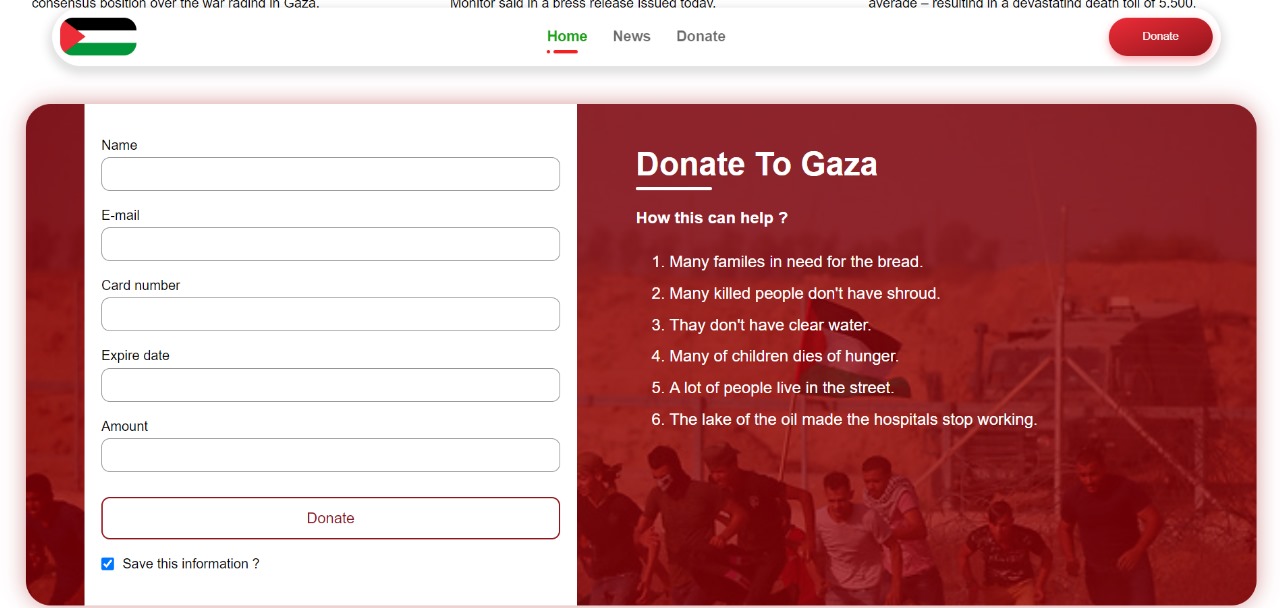 consensus position over the war raging in Gaza.
Monitor said in a press release issued today.
average – resulting in a devastating death toll of 5,500.
Home
News
Donate
Donate
Name
E-mail
Card number
Expire date
Amount
Donate
Save this information ?
Donate To Gaza
How this can help ?
1. Many familes in need for the bread.
2. Many killed people don't have shroud.
3. Thay don't have clear water.
4. Many of children dies of hunger.
5. A lot of people live in the street.
6. The lake of the oil made the hospitals stop working.